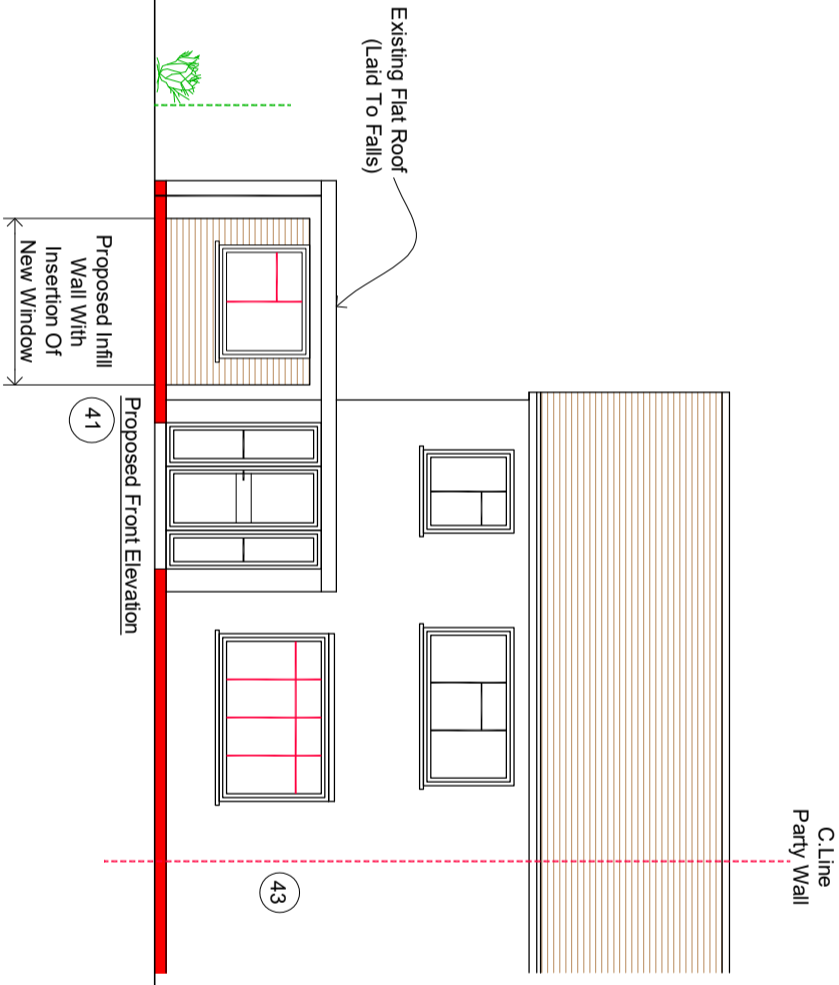 C.Line
Party Wall
Existing Flat Roof
(Laid To Falls)
43
Proposed Front Elevation
41
Proposed Infill
Wall With
Insertion Of
New Window